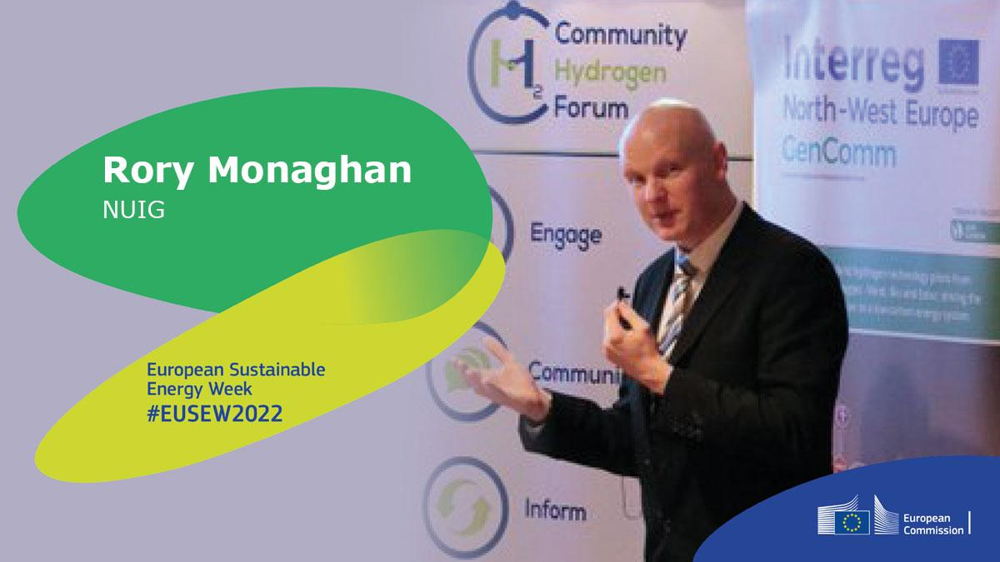 Rory Monaghan
NUIG
European Sustainable
Energy Week
#EUSEW2022
H2
Community
Hydrogen
Forum
Engage
Communi
Inform
Interreg
North-West Europe
GenComm
European
Commission